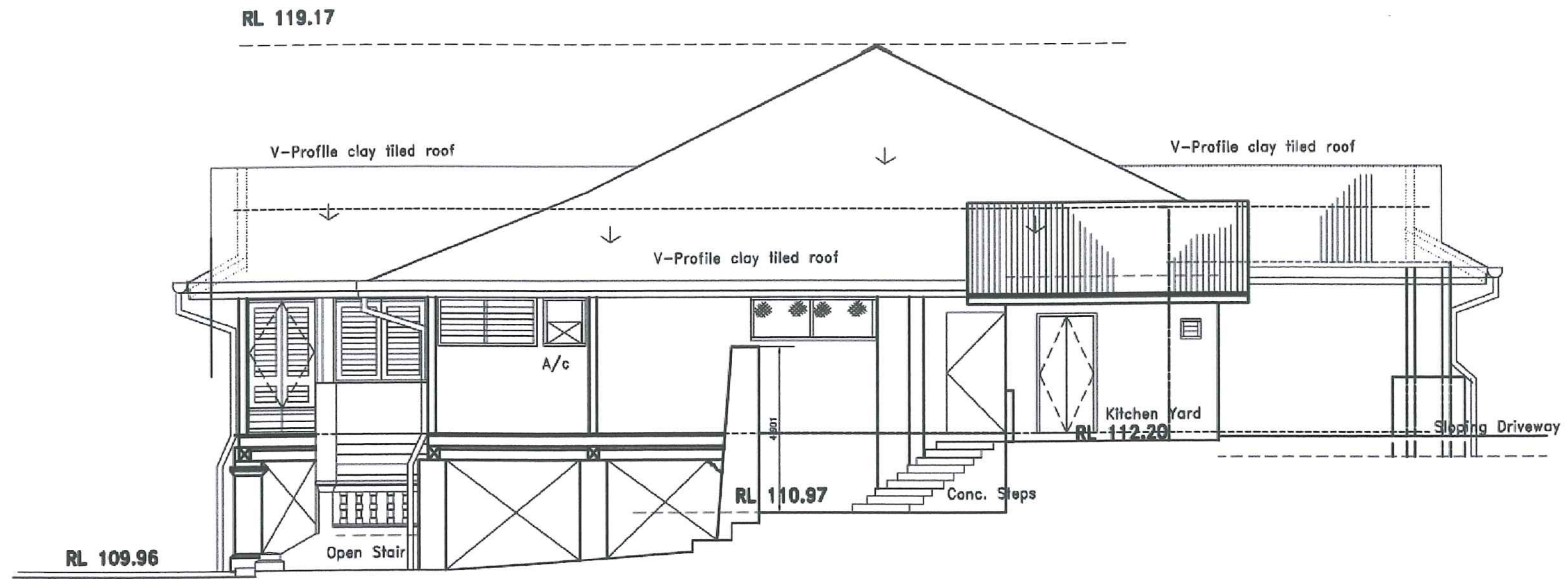 RL 119.17
V-Profile clay tiled roof
V-Profile clay tiled roof
V-Profile clay tiled roof
A/c
Kitchen Yard
RL 112.20
Sloping Driveway
RL 110.97
Conc. Steps
Open Stair
RL 109.96